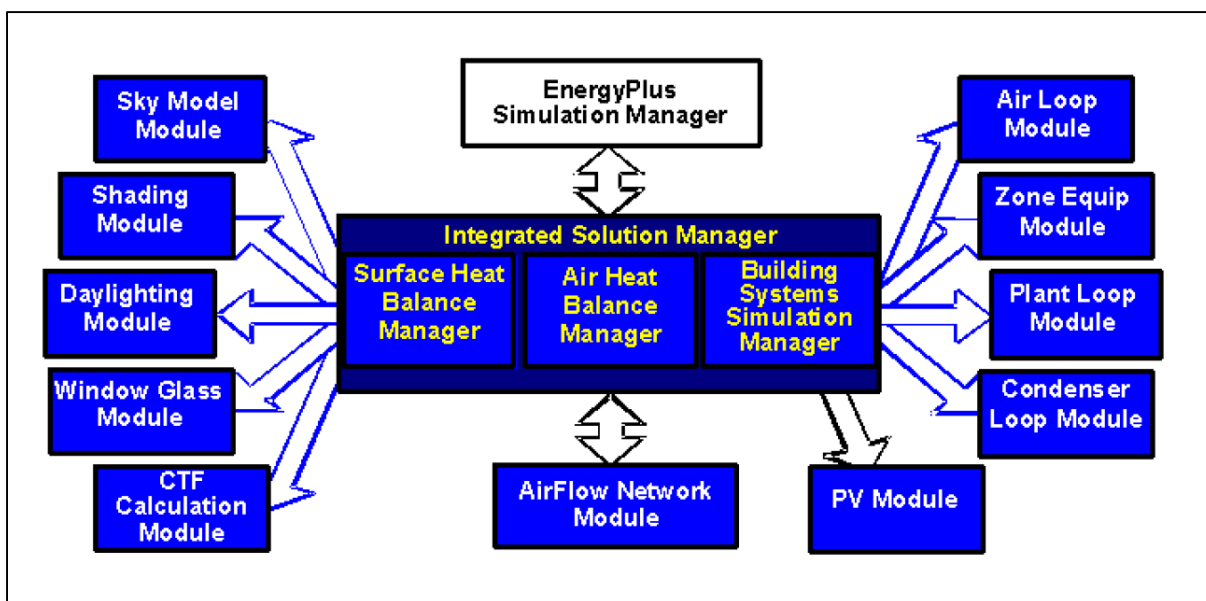 EnergyPlus
Simulation Manager
Sky Model
Module
Shading
Module
Daylighting
Module
Window Glass
Module
CTF
Calculation
Module
Integrated Solution Manager
Surface Heat
Balance
Manager
Air Heat
Balance
Manager
Building
Systems
Simulation
Manager
AirFlow Network
Module
Air Loop
Module
Zone Equip
Module
Plant Loop
Module
Condenser
Loop Module
PV Module